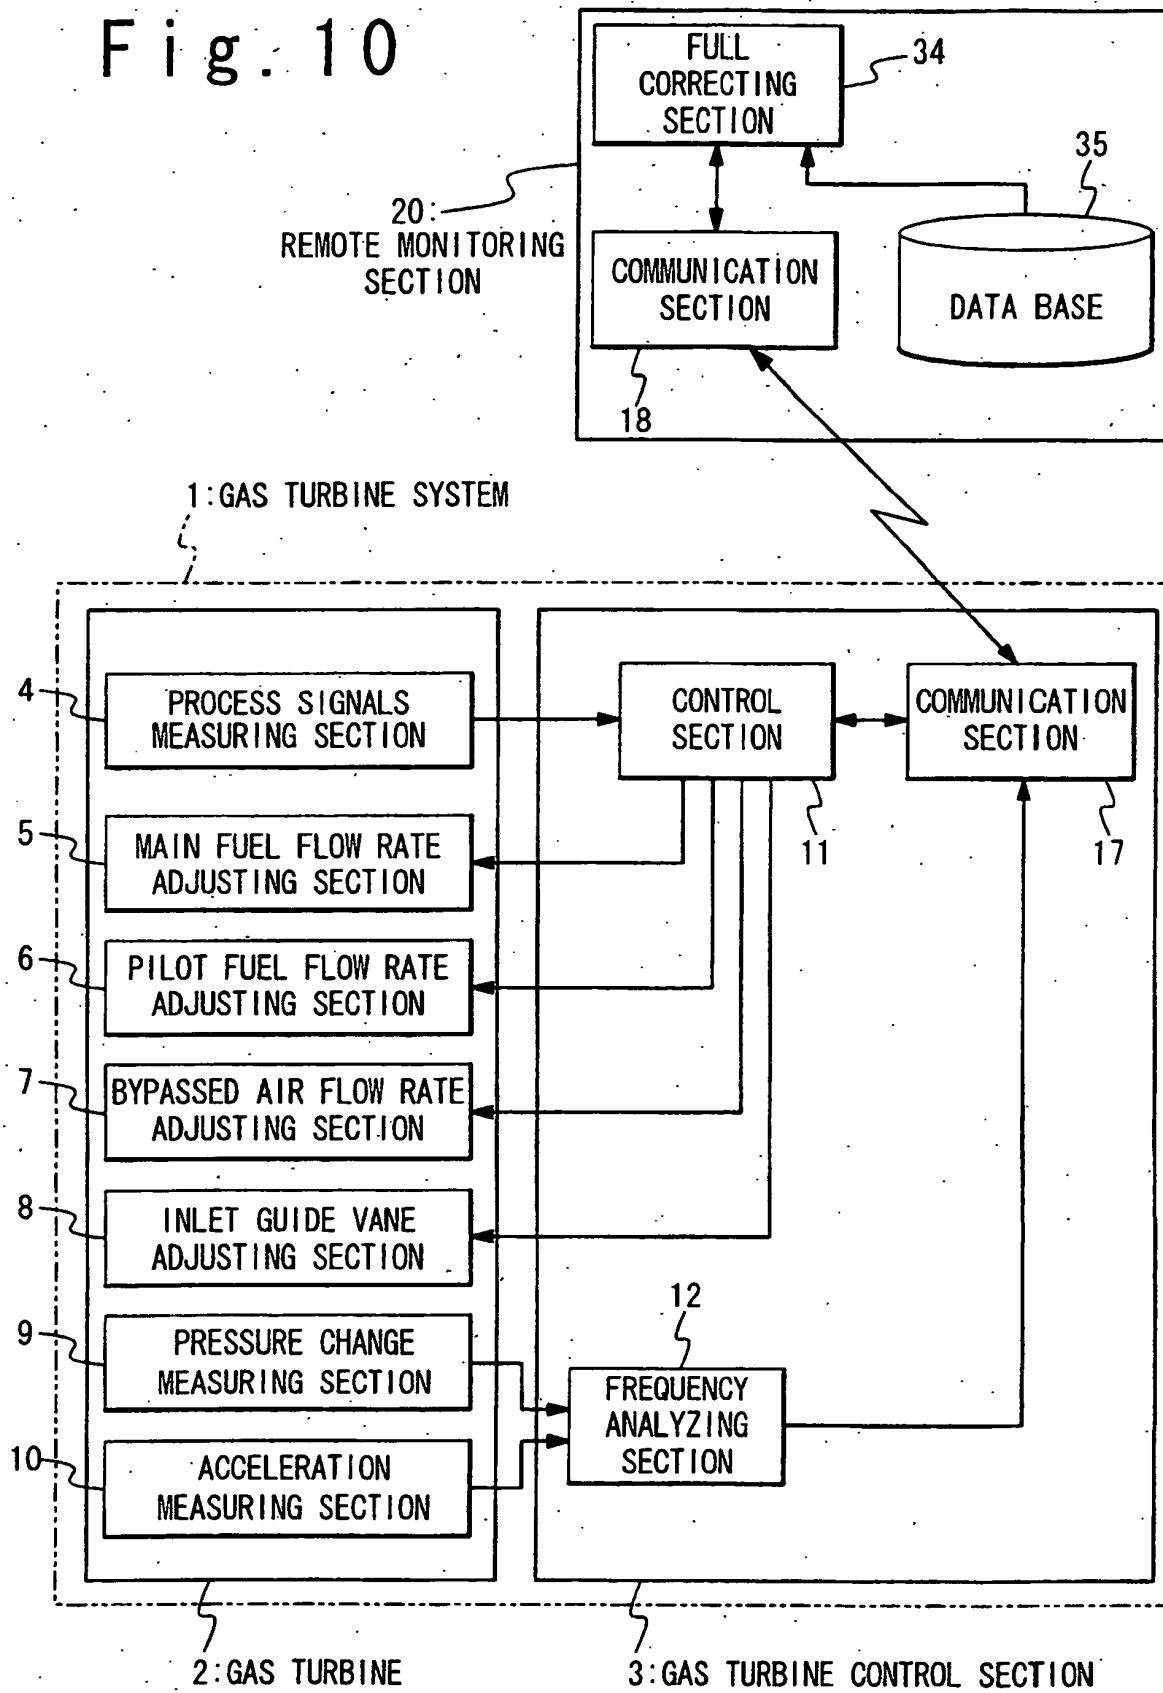 Fig. 10
FULL
CORRECTING
SECTION
34
35
20:
REMOTE MONITORING
SECTION
COMMUNICATION
SECTION
DATA BASE
18
1:GAS TURBINE SYSTEM
4
PROCESS SIGNALS
MEASURING SECTION
CONTROL
SECTION
COMMUNICATION
SECTION
11
17
5
MAIN FUEL FLOW RATE
ADJUSTING SECTION
6
PILOT FUEL FLOW RATE
ADJUSTING SECTION
7
BYPASSED AIR FLOW RATE
ADJUSTING SECTION
8
INLET GUIDE VANE
ADJUSTING SECTION
9
PRESSURE CHANGE
MEASURING SECTION
12
FREQUENCY
ANALYZING
SECTION
10
ACCELERATION
MEASURING SECTION
2:GAS TURBINE
3:GAS TURBINE CONTROL SECTION